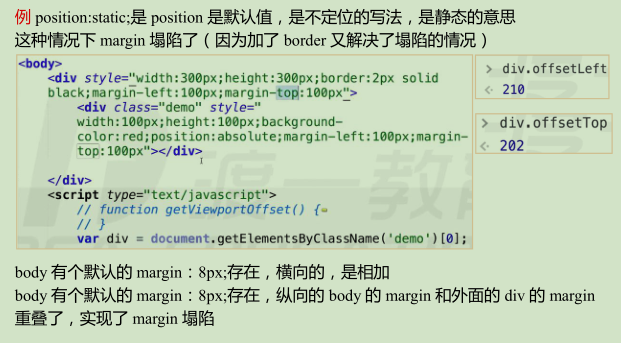 例 position:static;是 position 是默认值，是不定位的写法，是静态的意思
这种情况下 margin 塌陷了（因为加了 border 又解决了塌陷的情况）
<body>
<div style="width:300px;height:300px;border:2px solid
black;margin-left:100px;margin-top:100px">
<div class="demo" style="
width:100px;height:100px;background-
color:red;position:absolute;margin-left:100px;margin-
top:100px"></div>
</div>
<script type="text/javascript">
// function getViewportOffset() {
// }
var div = document.getElementsByClassName('demo')[0];
> div.offsetLeft
< 210
> div.offsetTop
< 202
渡一教育
body 有个默认的 margin：8px;存在，横向的，是相加
body 有个默认的 margin：8px;存在，纵向的 body 的 margin 和外面的 div 的 margin
重叠了，实现了 margin 塌陷